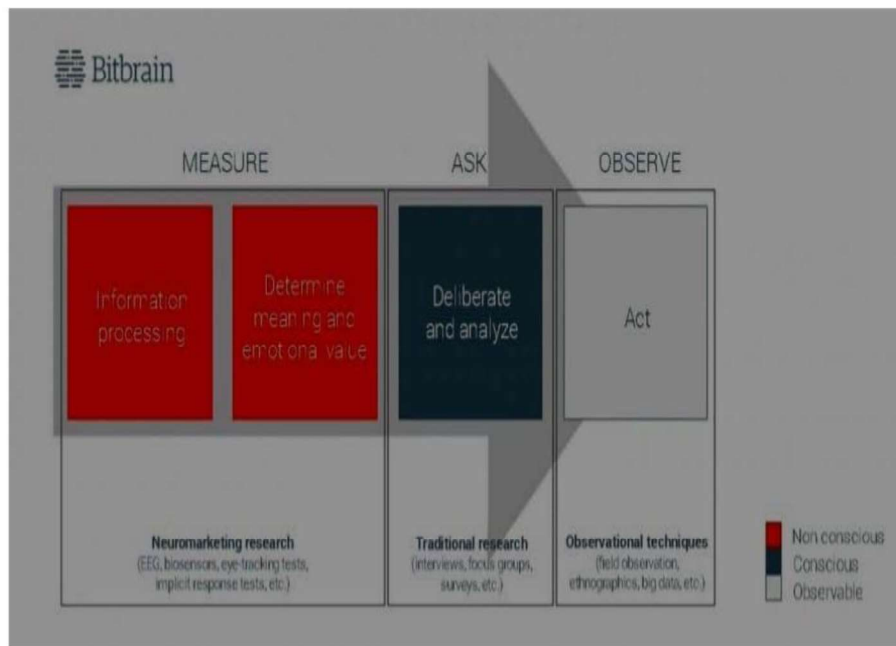 Bitbrain
MEASURE
ASK
OBSERVE
Information
processing
Determine
meaning and
emotional value
Deliberate
and analyze
Act
Neuromarketing research
(EEG, biosensors, eye-tracking tests,
implicit response tests, etc.)
Traditional research
(interviews, focus groups,
surveys, etc.)
Observational techniques
(field observation,
ethnographics, big data, etc.)
Non conscious
Conscious
Observable